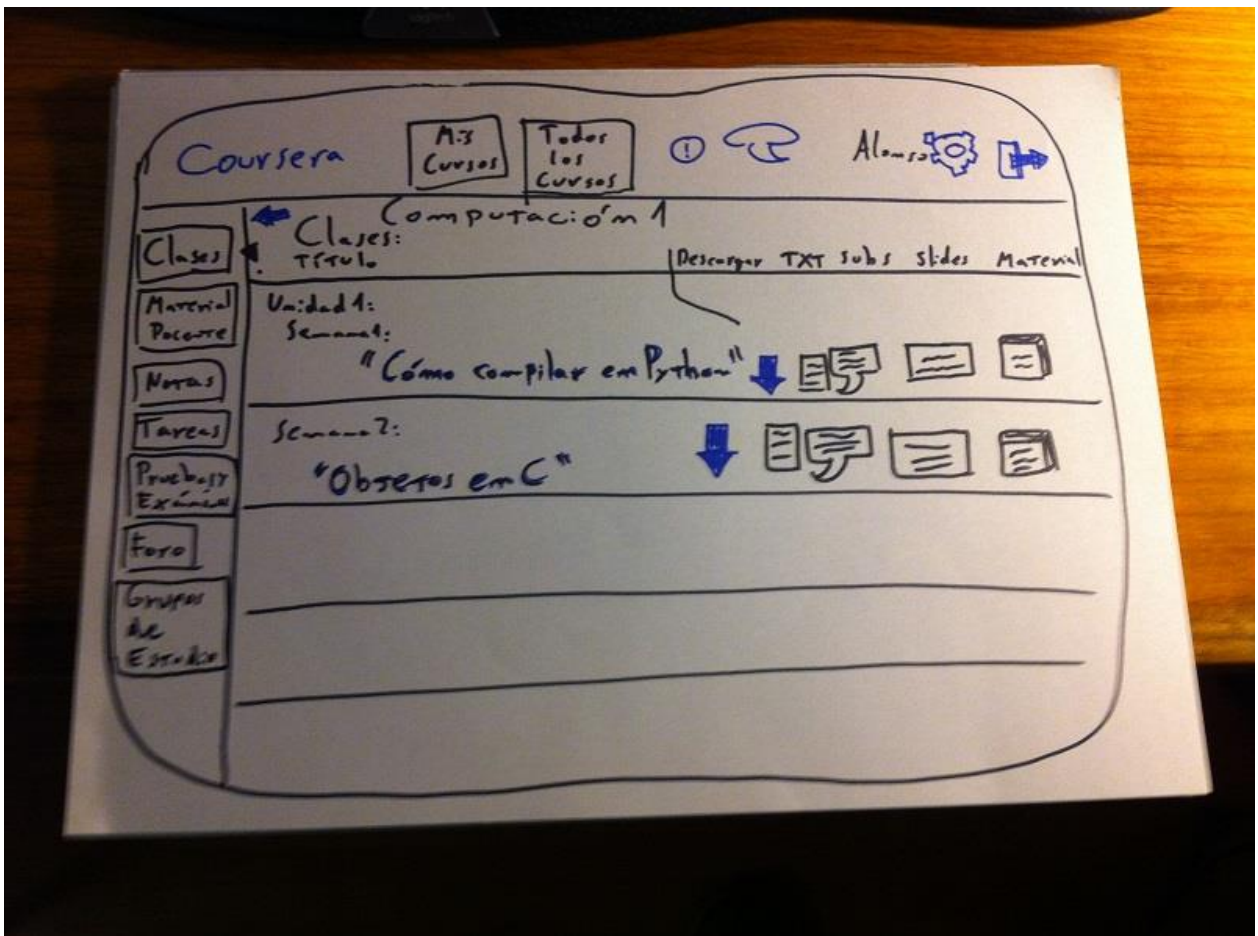 Coursera
Mis
Cursos
Todos
los
Cursos
!
Alonso
Computación 1
Clases:
Título
Descargar TXT Subs Slides Material
Clases
Material
Docente
Notas
Tareas
Pruebas y
Exámenes
Foro
Grupos
de
Estudio
Unidad 1:
Semana 1:
"Cómo compilar en Python"
Semana 2:
"Objetos en C"